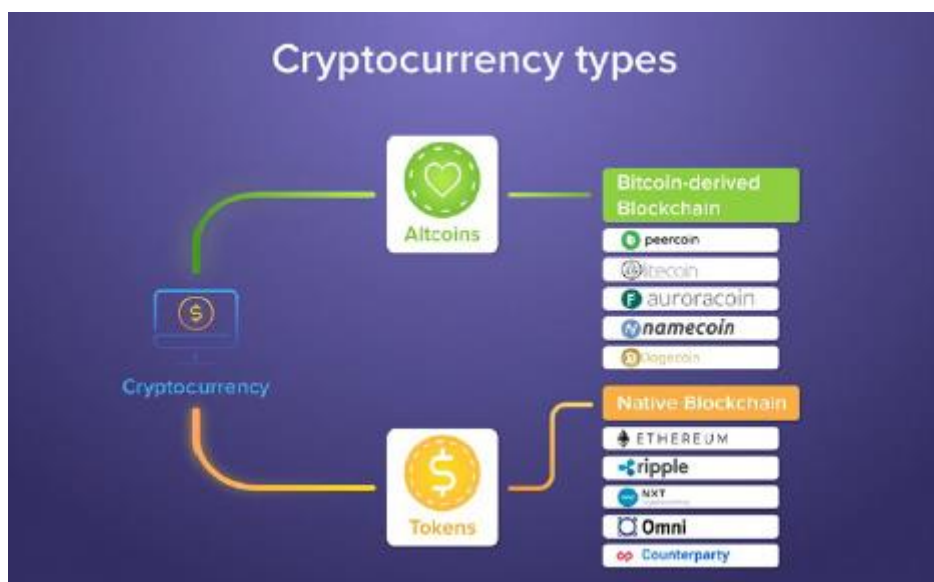 Cryptocurrency types
Altcoins
Bitcoin-derived
Blockchain
peercoin
litecoin
auroracoin
namecoin
Dogecoin
$
Cryptocurrency
Native Blockchain
$
Tokens
ETHEREUM
ripple
NXT
Omni
Counterparty